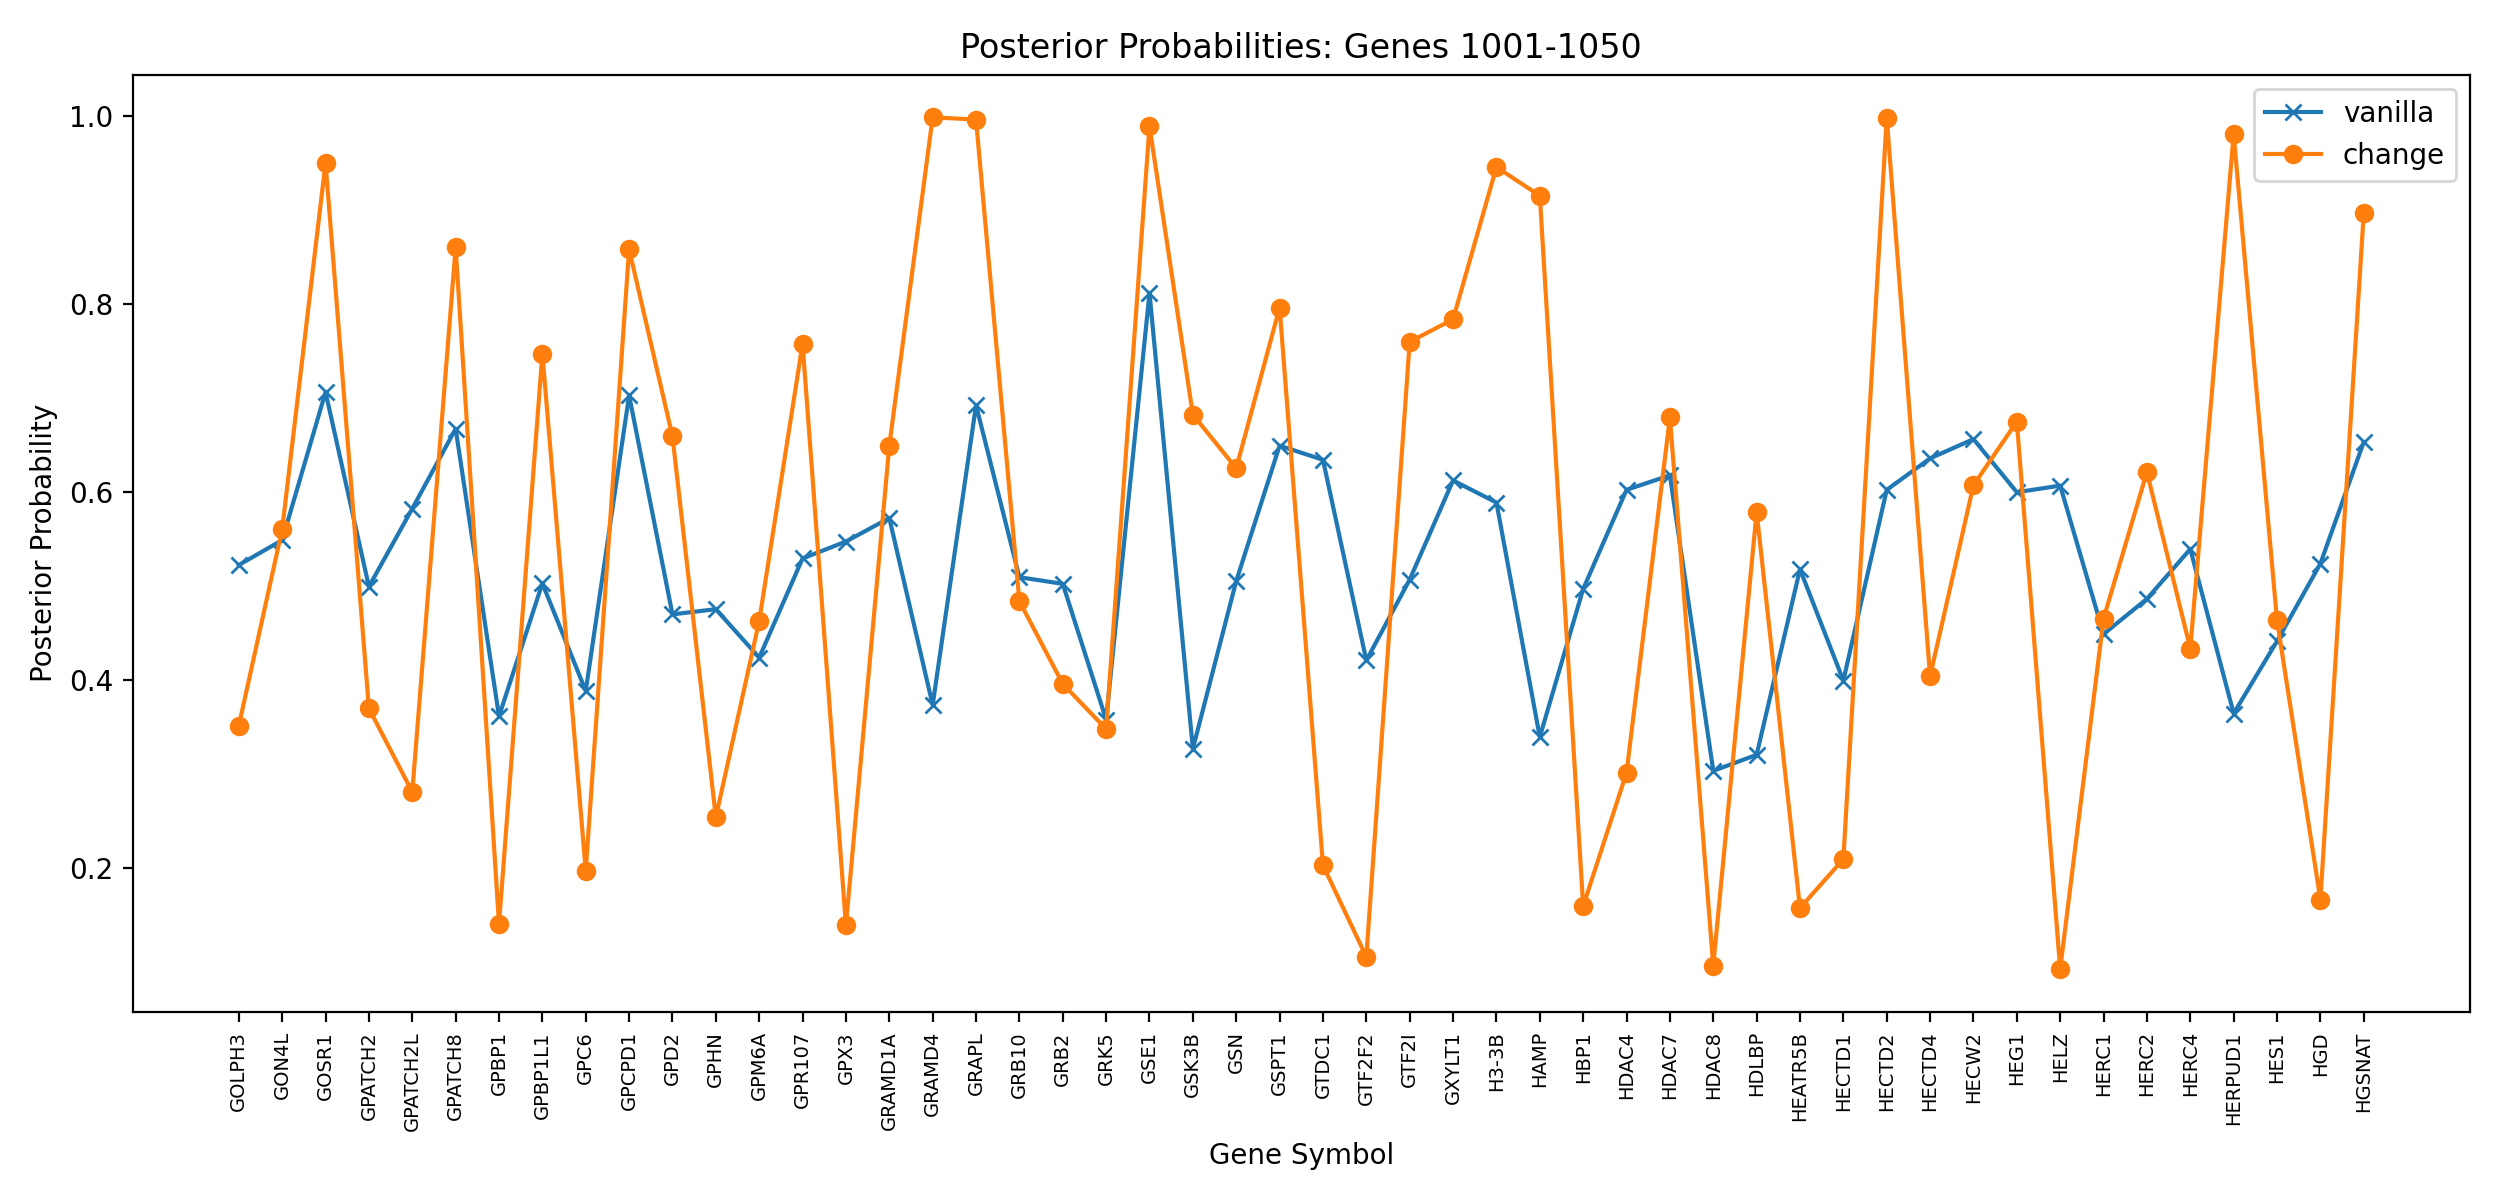 Posterior Probabilities: Genes 1001-1050
vanilla
change
Posterior Probability
1.0
0.8
0.6
0.4
0.2
GOLPH3
GON4L
GOSR1
GPATCH2
GPATCH2L
GPATCH8
GPBP1
GPBP1L1
GPC6
GPCPD1
GPD2
GPHN
GPM6A
GPR107
GPX3
GRAMD1A
GRAMD4
GRAPL
GRB10
GRB2
GRK5
GSE1
GSK3B
GSN
GSPT1
GTDC1
GTF2F2
GTF2I
GXYLT1
H3-3B
HAMP
HBP1
HDAC4
HDAC7
HDAC8
HDLBP
HEATR5B
HECTD1
HECTD2
HECTD4
HECW2
HEG1
HELZ
HERC1
HERC2
HERC4
HERPUD1
HES1
HGD
HGSNAT
Gene Symbol